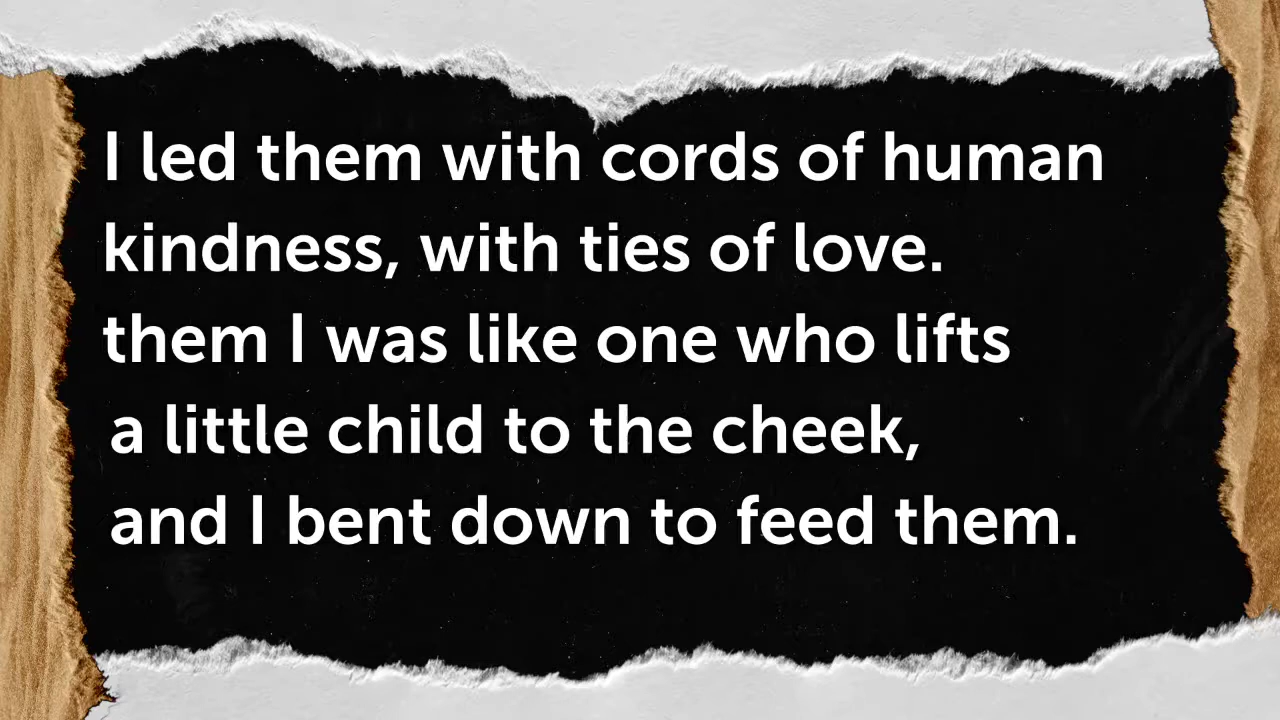 I led them with cords of human
kindness, with ties of love.
them I was like one who lifts
a little child to the cheek,
and I bent down to feed them.